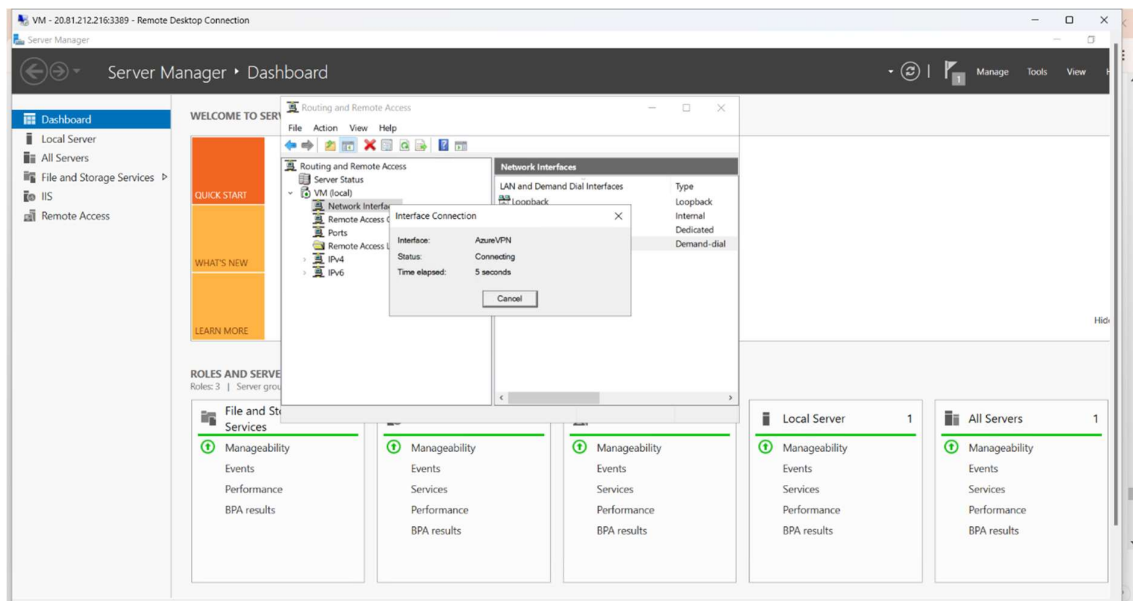 VM - 20.81.212.216:3389 - Remote Desktop Connection
Server Manager
Server Manager • Dashboard
1
Manage Tools View
Dashboard
Local Server
All Servers
File and Storage Services
IIS
Remote Access
WELCOME TO SER
QUICK START
WHAT'S NEW
LEARN MORE
Hid
Routing and Remote Access
File Action View Help
Routing and Remote Access
Server Status
VM (local)
Network Interfa
Remote Access C
Ports
Remote Access L
IPv4
IPv6
Network Interfaces
LAN and Demand Dial Interfaces Type
Loopback Loopback
Internal
Dedicated
Demand-dial
Interface Connection
Interface: AzureVPN
Status: Connecting
Time elapsed: 5 seconds
Cancel
ROLES AND SERVE
Roles: 3 | Server grou
File and Sto
Services
Manageability
Events
Performance
BPA results
Manageability
Events
Services
Performance
BPA results
Manageability
Events
Services
Performance
BPA results
Local Server 1
Manageability
Events
Services
Performance
BPA results
All Servers 1
Manageability
Events
Services
Performance
BPA results